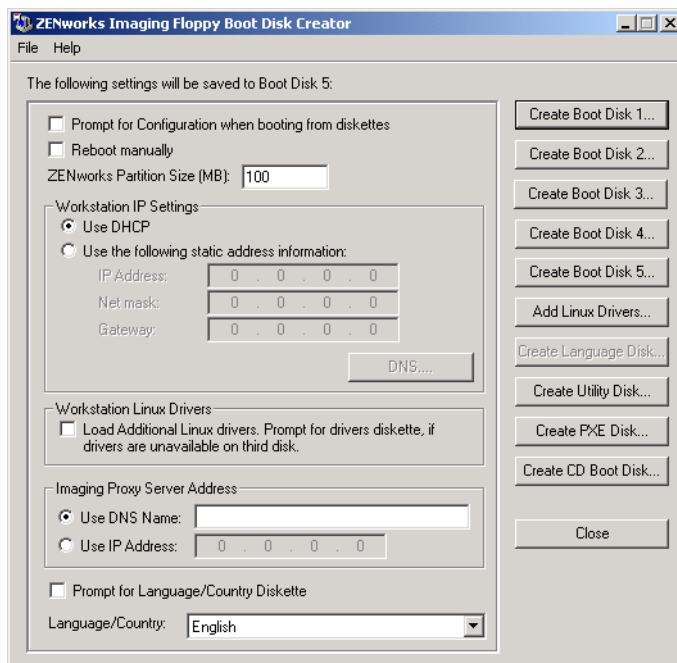 ZENworks Imaging Floppy Boot Disk Creator
File Help
The following settings will be saved to Boot Disk 5:
Prompt for Configuration when booting from diskettes
Reboot manually
ZENworks Partition Size (MB): 100
Workstation IP Settings
Use DHCP
Use the following static address information:
IP Address: 0 . 0 . 0 . 0
Net mask: 0 . 0 . 0 . 0
Gateway: 0 . 0 . 0 . 0
DNS....
Workstation Linux Drivers
Load Additional Linux drivers. Prompt for drivers diskette, if
drivers are unavailable on third disk.
Imaging Proxy Server Address
Use DNS Name:
Use IP Address: 0 . 0 . 0 . 0
Prompt for Language/Country Diskette
Language/Country: English
Create Boot Disk 1...
Create Boot Disk 2...
Create Boot Disk 3...
Create Boot Disk 4...
Create Boot Disk 5...
Add Linux Drivers...
Create Language Disk...
Create Utility Disk...
Create PXE Disk...
Create CD Boot Disk...
Close